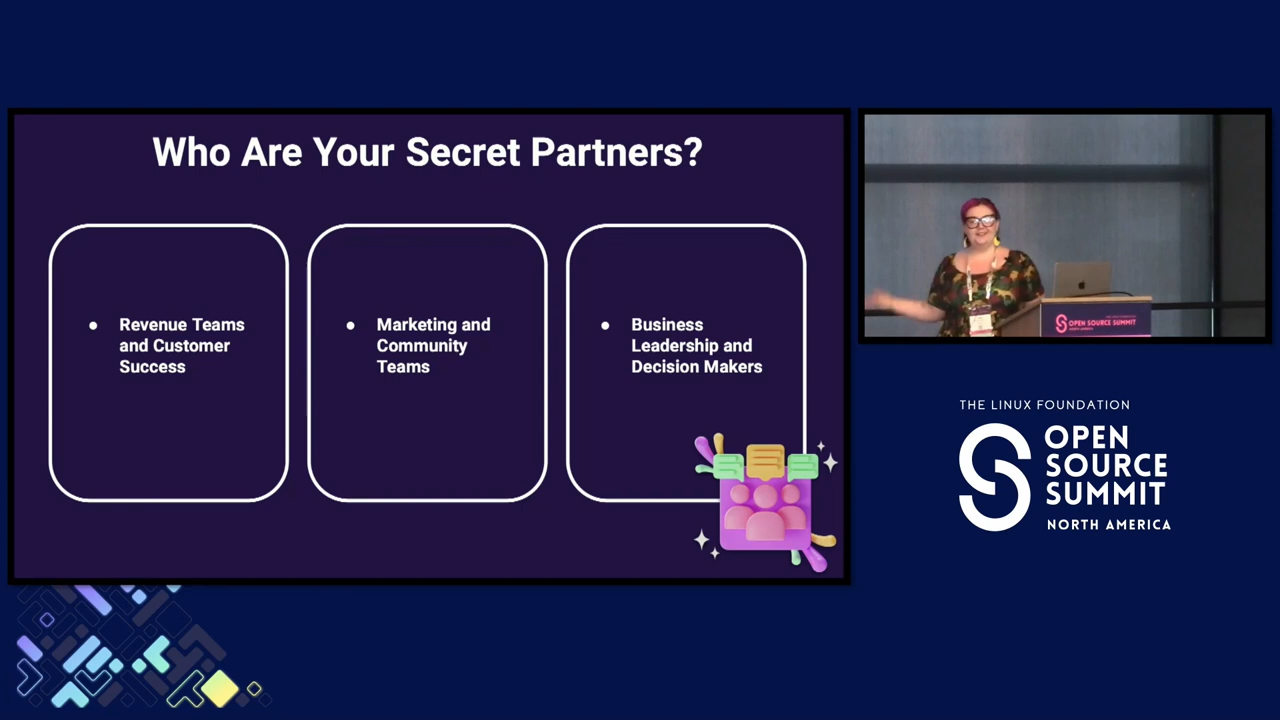 Who Are Your Secret Partners?
● Revenue Teams
and Customer
Success
● Marketing and
Community
Teams
● Business
Leadership and
Decision Makers
OPEN SOURCE SUMMIT
THE LINUX FOUNDATION
OPEN
SOURCE
SUMMIT
NORTH AMERICA